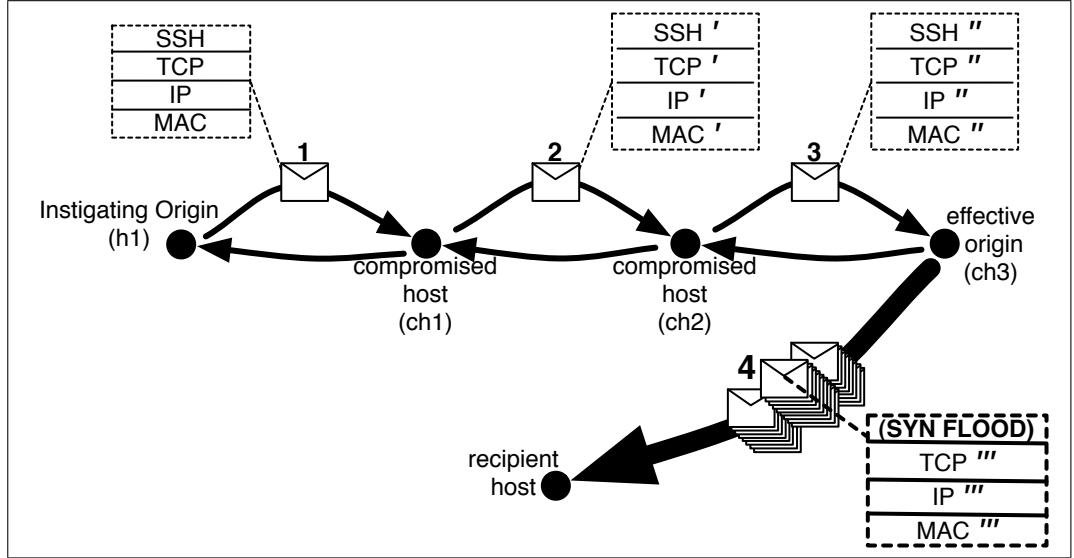 SSH
TCP
IP
MAC
SSH '
TCP '
IP '
MAC '
SSH "
TCP "
IP "
MAC "
1
2
3
Instigating Origin
(h1)
compromised
host
(ch1)
compromised
host
(ch2)
effective
origin
(ch3)
4
(SYN FLOOD)
TCP '''
IP '''
MAC '''
recipient
host